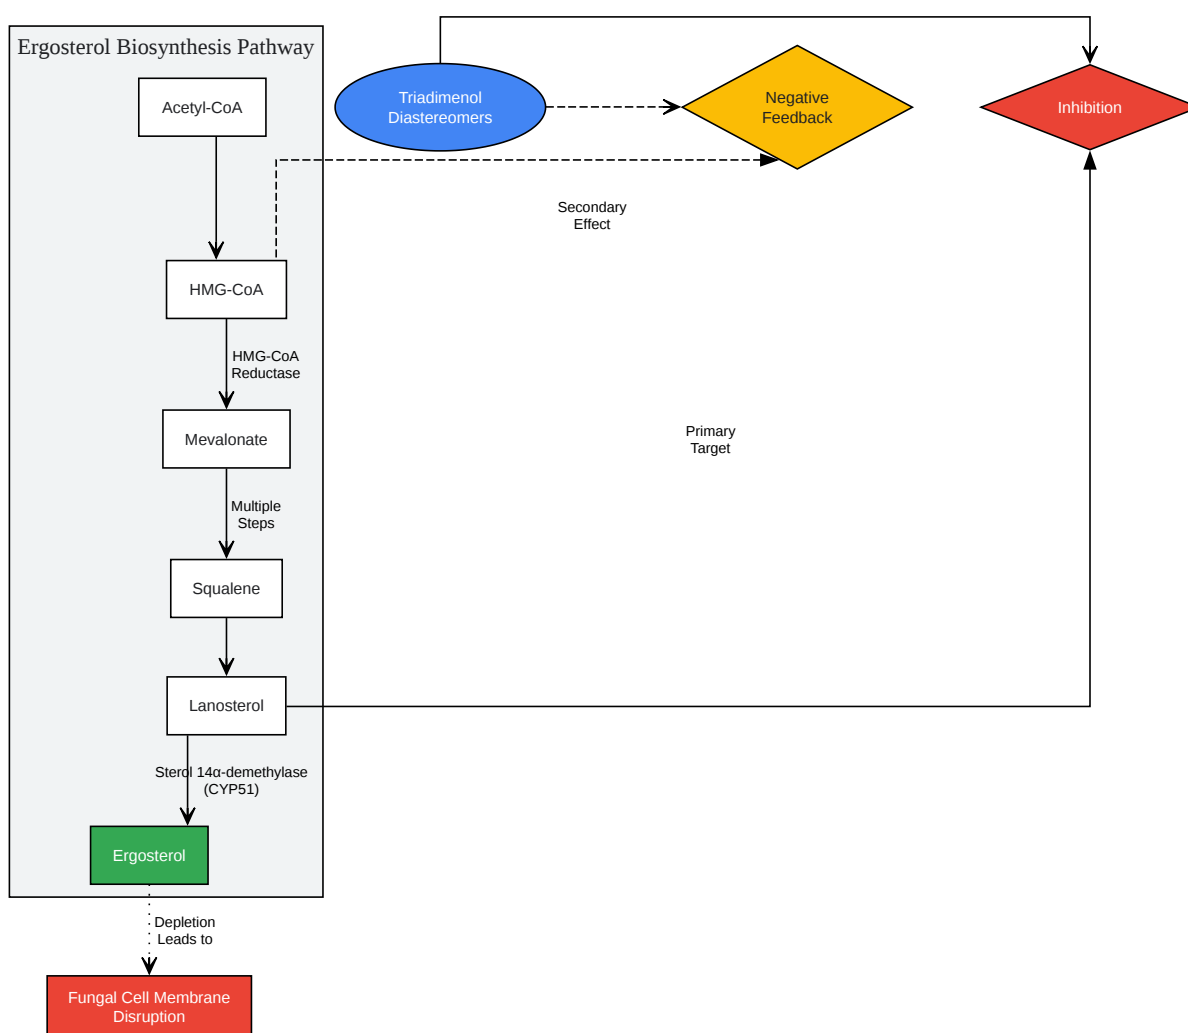 Ergosterol Biosynthesis Pathway
Acetyl-CoA
Triadimenol
Diastereomers
Negative
Feedback
Inhibition
Secondary
Effect
HMG-CoA
HMG-CoA
Reductase
Mevalonate
Primary
Target
Multiple
Steps
Squalene
Lanosterol
Sterol 14α-demethylase
(CYP51)
Ergosterol
Depletion
Leads to
Fungal Cell Membrane
Disruption